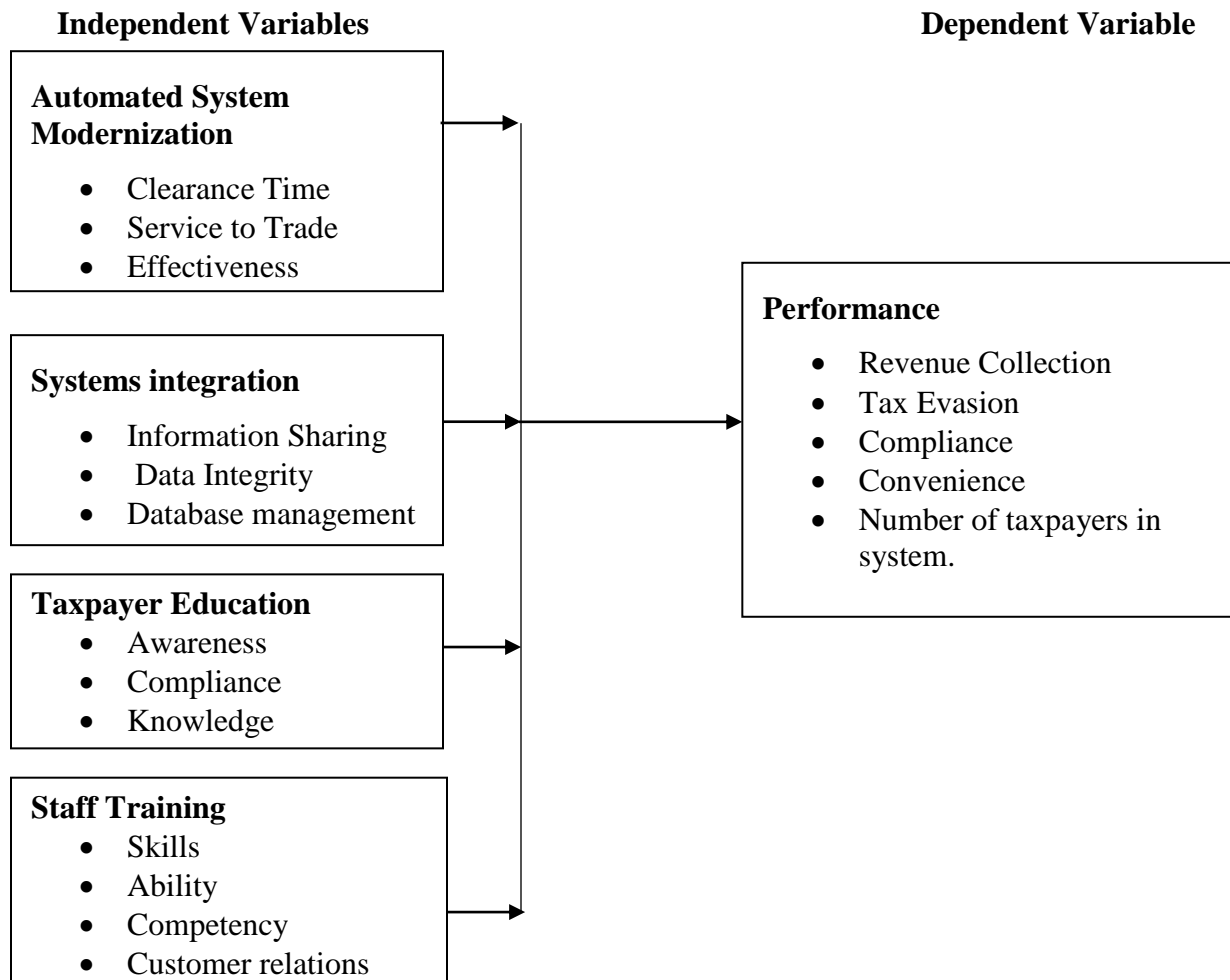 Independent Variables
Dependent Variable
Automated System
Modernization
• Clearance Time
• Service to Trade
• Effectiveness
Systems integration
• Information Sharing
• Data Integrity
• Database management
Taxpayer Education
• Awareness
• Compliance
• Knowledge
Staff Training
• Skills
• Ability
• Competency
• Customer relations
Performance
• Revenue Collection
• Tax Evasion
• Compliance
• Convenience
• Number of taxpayers in
system.